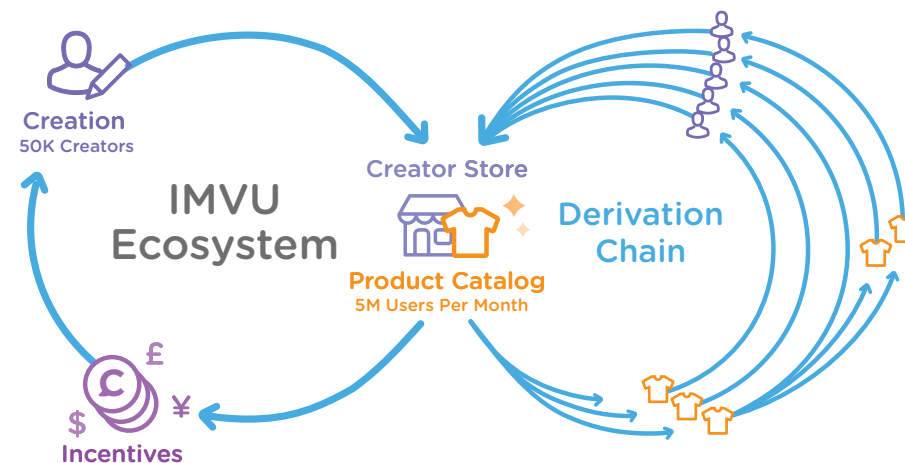 Creation
50K Creators
IMVU
Ecosystem
Creator Store
Product Catalog
5M Users Per Month
Derivation
Chain
£
¥
$
Incentives